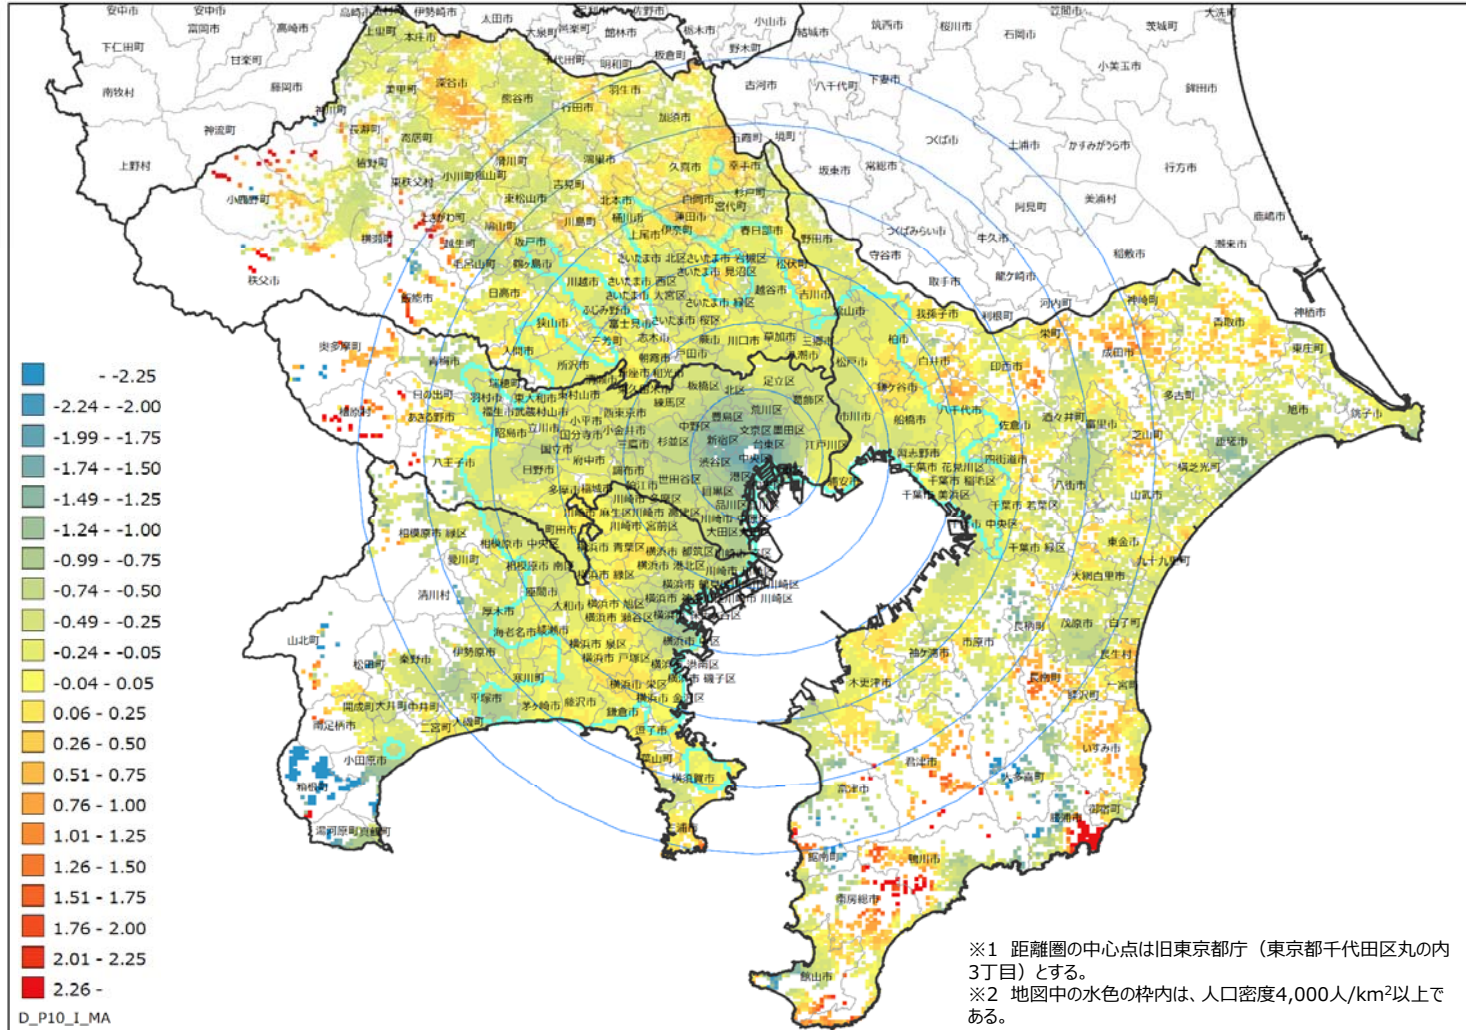 安中市
安中市
高崎市
伊勢崎市
太田市
邑楽町
佐野市
小山市
笠間市
大洗町
富岡市
高崎市
上里町
本庄市
大泉町
館林市
栃木市
野木町
結城市
筑西市
桜川市
石岡市
茨城町
下仁田町
甘楽町
千代田町
明和町
板倉町
小美玉市
藤岡市
美里町
深谷市
熊谷市
行田市
羽生市
古河市
八千代町
下妻市
鉾田市
南牧村
神川町
加須市
神流町
長瀞町
寄居町
五霞町
境町
つくば市
土浦市
かすみがうら市
上野村
皆野町
滑川町
鴻巣市
久喜市
幸手市
坂東市
常総市
行方市
東秩父村
小川町
嵐山町
吉見町
小鹿野町
東松山市
北本市
白岡市
杉戸町
宮代町
阿見町
美浦村
ときがわ町
鳩山町
川島町
桶川市
蓮田市
鹿嶋市
横瀬町
越生町
坂戸市
上尾市
伊奈町
春日部市
野田市
つくばみらい市
牛久市
潮来市
毛呂山町
鶴ヶ島市
さいたま市 北区
さいたま市 岩槻区
松伏町
守谷市
稲敷市
秩父市
川越市
さいたま市 西区
さいたま市 見沼区
取手市
龍ケ崎市
飯能市
日高市
さいたま市 大宮区
越谷市
吉川市
河内町
神崎町
神栖市
ふじみ野市
さいたま市 緑区
流山市
我孫子市
利根町
狭山市
富士見市
さいたま市 桜区
栄町
香取市
奥多摩町
三芳町
志木市
蕨市
川口市
草加市
三郷市
柏市
成田市
東庄町
青梅市
入間市
所沢市
朝霞市
戸田市
八潮市
松戸市
白井市
印西市
瑞穂町
新座市
和光市
板橋区
足立区
日の出町
羽村市
東大和市
東村山市
練馬区
北区
葛飾区
鎌ケ谷市
多古町
檜原村
あきる野市
福生市
武蔵村山市
西東京市
豊島区
荒川区
市川市
船橋市
八千代市
酒々井町
富里市
旭市
銚子市
小平市
中野区
文京区
墨田区
佐倉市
芝山町
昭島市
立川市
国分寺市
小金井市
新宿区
台東区
江戸川区
匝瑳市
国立市
三鷹市
杉並区
習志野市
四街道市
横芝光町
八王子市
日野市
府中市
調布市
渋谷区
中央区
千葉市 花見川区
世田谷区
港区
浦安市
千葉市 稲毛区
八街市
多摩市
稲城市
狛江市
目黒区
千葉市 美浜区
山武市
川崎市 多摩区
品川区
千葉市 若葉区
川崎市 麻生区
川崎市 高津区
川崎市 中原区
中央区
相模原市 緑区
町田市
川崎市 宮前区
大田区
東金市
相模原市 中央区
横浜市 青葉区
横浜市 都筑区
千葉市 緑区
九十九里町
愛川町
相模原市 南区
横浜市 港北区
大網白里市
横浜市 緑区
川崎市 川崎区
清川村
座間市
大和市
横浜市 旭区
厚木市
横浜市 瀬谷区
長柄町
茂原市
白子町
山北町
海老名市
綾瀬市
市原市
横浜市 泉区
松田町
秦野市
伊勢原市
横浜市 港南区
袖ケ浦市
長生村
横浜市 戸塚区
寒川町
横浜市 磯子区
木更津市
長南町
一宮町
睦沢町
開成町
大井町
中井町
平塚市
茅ケ崎市
藤沢市
横浜市 栄区
横浜市 金沢区
南足柄市
二宮町
大磯町
鎌倉市
逗子市
小田原市
葉山町
いすみ市
君津市
大多喜町
箱根町
横須賀市
富津市
御宿町
湯河原町
真鶴町
三浦市
勝浦市
鋸南町
鴨川市
南房総市
館山市
- -2.25
-2.24 - -2.00
-1.99 - -1.75
-1.74 - -1.50
-1.49 - -1.25
-1.24 - -1.00
-0.99 - -0.75
-0.74 - -0.50
-0.49 - -0.25
-0.24 - -0.05
-0.04 - 0.05
0.06 - 0.25
0.26 - 0.50
0.51 - 0.75
0.76 - 1.00
1.01 - 1.25
1.26 - 1.50
1.51 - 1.75
1.76 - 2.00
2.01 - 2.25
2.26 -
D_P10_I_MA
※1 距離圏の中心点は旧東京都庁（東京都千代田区丸の内
3丁目）とする。
※2 地図中の水色の枠内は、人口密度4,000人/km²以上で
ある。